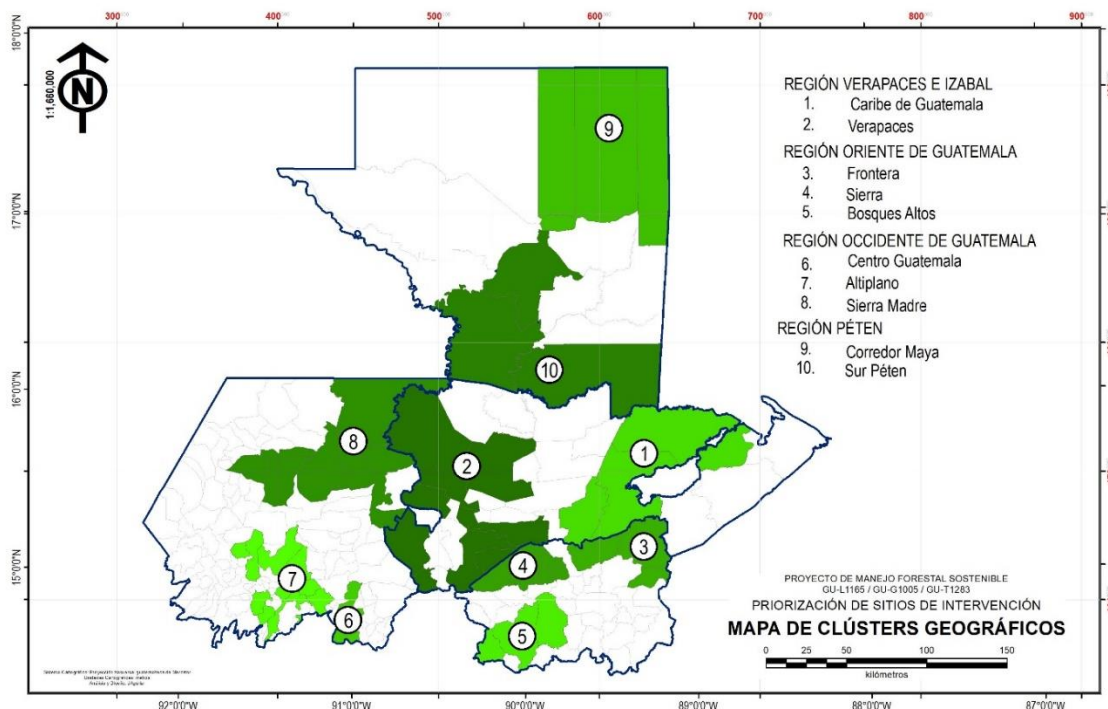 300 400 500 600 700 800 900
18°0'0"N
17°0'0"N
16°0'0"N
15°0'0"N
1:1,660,000
N
REGIÓN VERAPACES E IZABAL
1. Caribe de Guatemala
2. Verapaces
REGIÓN ORIENTE DE GUATEMALA
3. Frontera
4. Sierra
5. Bosques Altos
REGIÓN OCCIDENTE DE GUATEMALA
6. Centro Guatemala
7. Altiplano
8. Sierra Madre
REGIÓN PÉTEN
9. Corredor Maya
10. Sur Péten
9
10
8
2
1
3
4
7
6
5
PROYECTO DE MANEJO FORESTAL SOSTENIBLE
GU-L1165 / GU-G1005 / GU-T1283
PRIORIZACIÓN DE SITIOS DE INTERVENCIÓN
MAPA DE CLÚSTERS GEOGRÁFICOS
0 25 50 100 150
kilómetros
92°0'0"W 91°0'0"W 90°0'0"W 89°0'0"W 88°0'0"W 87°0'0"W